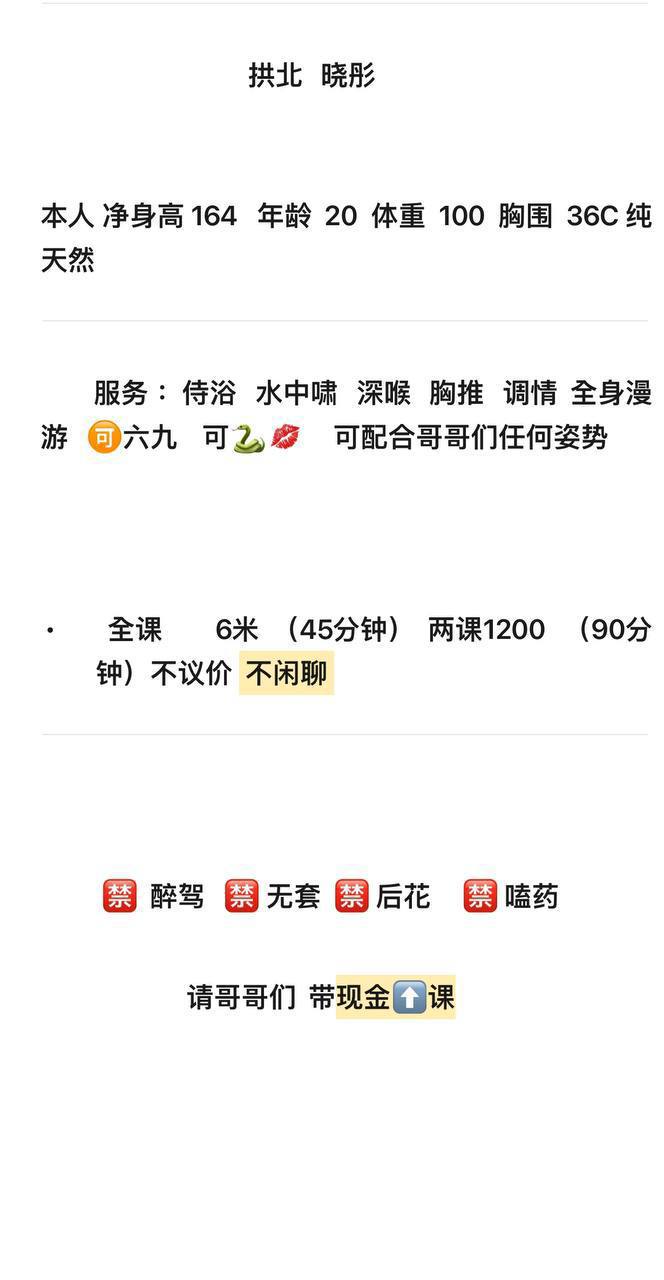 拱北 晓彤
本人 净身高 164 年龄 20 体重 100 胸围 36C 纯
天然
服务： 侍浴 水中啸 深喉 胸推 调情 全身漫
游 🉑六九 可🐍💋 可配合哥哥们任何姿势
· 全课 6米 （45分钟） 两课1200 （90分
钟）不议价 不闲聊
🈲 醉驾 🈲 无套 🈲 后花 🈲 嗑药
请哥哥们 带现金⬆️课